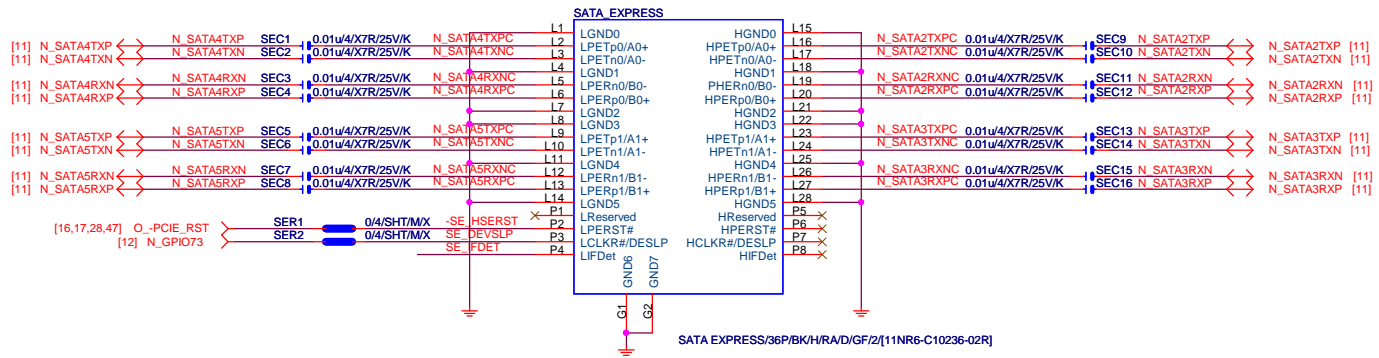 SATA_EXPRESS
L1 LGND0 HGND0 L15
[11] N_SATA4TXP N_SATA4TXP SEC1 0.01u/4/X7R/25V/K N_SATA4TXPC L2 LPETp0/A0+ HPETp0/A0+ L16 N_SATA2TXPC 0.01u/4/X7R/25V/K SEC9 N_SATA2TXP N_SATA2TXP [11]
[11] N_SATA4TXN N_SATA4TXN SEC2 0.01u/4/X7R/25V/K N_SATA4TXNC L3 LPETn0/A0- HPETn0/A0- L17 N_SATA2TXNC 0.01u/4/X7R/25V/K SEC10 N_SATA2TXN N_SATA2TXN [11]
L4 LGND1 HGND1 L18
[11] N_SATA4RXN N_SATA4RXN SEC3 0.01u/4/X7R/25V/K N_SATA4RXNC L5 LPERn0/B0- PHERn0/B0- L19 N_SATA2RXNC 0.01u/4/X7R/25V/K SEC11 N_SATA2RXN N_SATA2RXN [11]
[11] N_SATA4RXP N_SATA4RXP SEC4 0.01u/4/X7R/25V/K N_SATA4RXPC L6 LPERp0/B0+ HPERp0/B0+ L20 N_SATA2RXPC 0.01u/4/X7R/25V/K SEC12 N_SATA2RXP N_SATA2RXP [11]
L7 LGND2 HGND2 L21
L8 LGND3 HGND3 L22
[11] N_SATA5TXP N_SATA5TXP SEC5 0.01u/4/X7R/25V/K N_SATA5TXPC L9 LPETp1/A1+ HPETp1/A1+ L23 N_SATA3TXPC 0.01u/4/X7R/25V/K SEC13 N_SATA3TXP N_SATA3TXP [11]
[11] N_SATA5TXN N_SATA5TXN SEC6 0.01u/4/X7R/25V/K N_SATA5TXNC L10 LPETn1/A1- HPETn1/A1- L24 N_SATA3TXNC 0.01u/4/X7R/25V/K SEC14 N_SATA3TXN N_SATA3TXN [11]
L11 LGND4 HGND4 L25
[11] N_SATA5RXN N_SATA5RXN SEC7 0.01u/4/X7R/25V/K N_SATA5RXNC L12 LPERn1/B1- HPERn1/B1- L26 N_SATA3RXNC 0.01u/4/X7R/25V/K SEC15 N_SATA3RXN N_SATA3RXN [11]
[11] N_SATA5RXP N_SATA5RXP SEC8 0.01u/4/X7R/25V/K N_SATA5RXPC L13 LPERp1/B1+ HPERp1/B1+ L27 N_SATA3RXPC 0.01u/4/X7R/25V/K SEC16 N_SATA3RXP N_SATA3RXP [11]
L14 LGND5 HGND5 L28
P1 LReserved HReserved P5
[16,17,28,47] O_-PCIE_RST SER1 0/4/SHT/M/X -SE_HSERST P2 LPERST# HPERST# P6
[12] N_GPIO73 SER2 0/4/SHT/M/X SE_DEVSLP P3 LCLKR#/DESLP HCLKR#/DESLP P7
SE_IFDET P4 LIFDet HIFDet P8
GND6 GND7
G1 G2
SATA EXPRESS/36P/BK/H/RA/D/GF/2/[11NR6-C10236-02R]